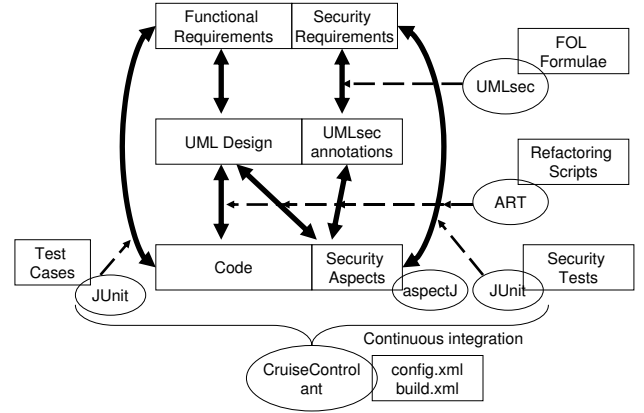 Functional Requirements
Security Requirements
FOL Formulae
UMLsec
UML Design
UMLsec annotations
Refactoring Scripts
ART
Test Cases
JUnit
Code
Security Aspects
aspectJ
JUnit
Security Tests
Continuous integration
CruiseControl
ant
config.xml
build.xml